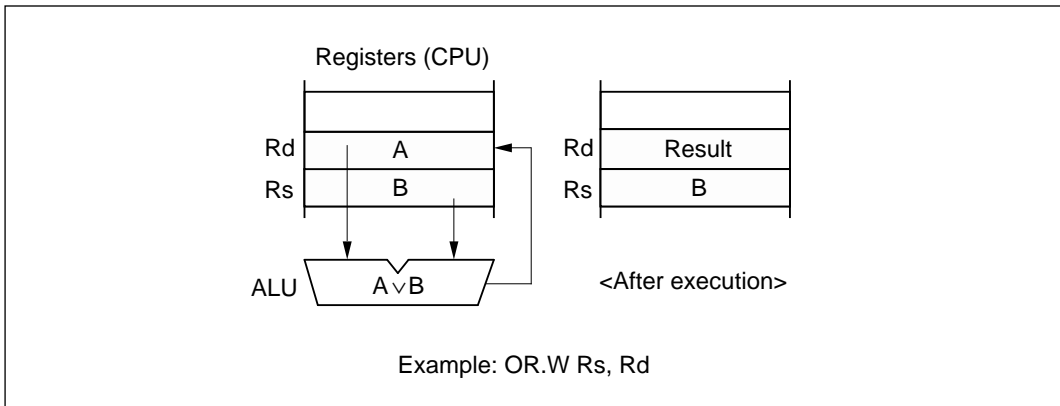 Registers (CPU)
Rd A
Rs B
ALU A∨B
Rd Result
Rs B
<After execution>
Example: OR.W Rs, Rd